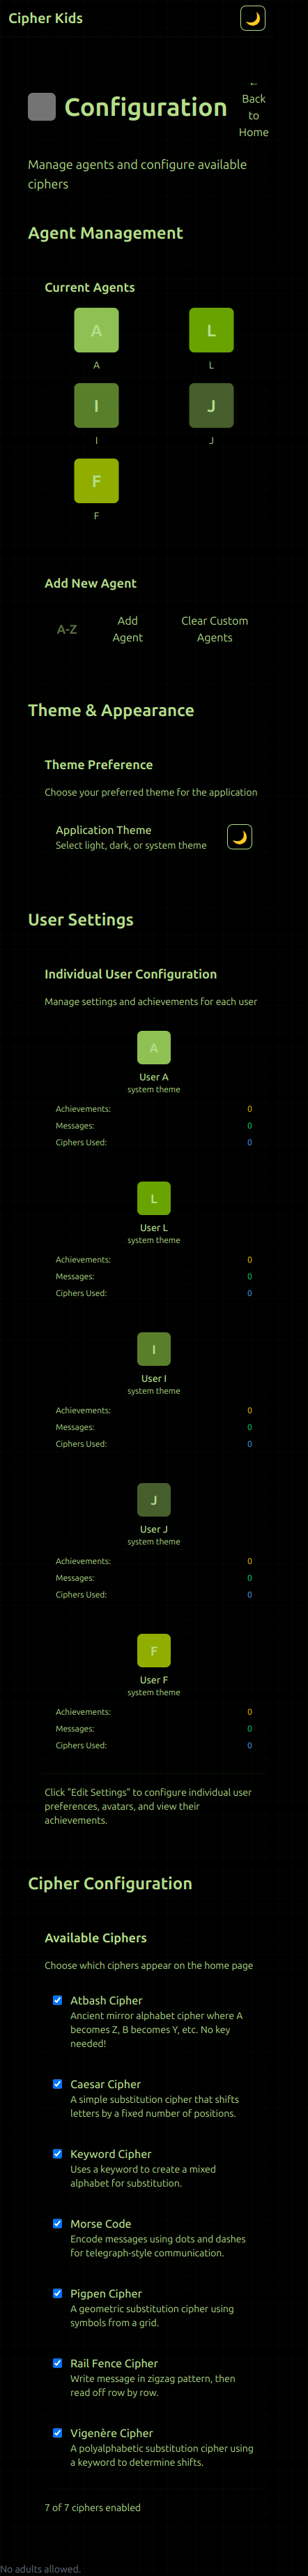 Cipher Kids
Configuration
←
Back
to
Home
Manage agents and configure available
ciphers
Agent Management
Current Agents
A
L
A
L
I
J
I
J
F
F
Add New Agent
A-Z
Add
Agent
Clear Custom
Agents
Theme & Appearance
Theme Preference
Choose your preferred theme for the application
Application Theme
Select light, dark, or system theme
User Settings
Individual User Configuration
Manage settings and achievements for each user
A
User A
system theme
Achievements: 0
Messages: 0
Ciphers Used: 0
L
User L
system theme
Achievements: 0
Messages: 0
Ciphers Used: 0
I
User I
system theme
Achievements: 0
Messages: 0
Ciphers Used: 0
J
User J
system theme
Achievements: 0
Messages: 0
Ciphers Used: 0
F
User F
system theme
Achievements: 0
Messages: 0
Ciphers Used: 0
Click "Edit Settings" to configure individual user
preferences, avatars, and view their
achievements.
Cipher Configuration
Available Ciphers
Choose which ciphers appear on the home page
Atbash Cipher
Ancient mirror alphabet cipher where A
becomes Z, B becomes Y, etc. No key
needed!
Caesar Cipher
A simple substitution cipher that shifts
letters by a fixed number of positions.
Keyword Cipher
Uses a keyword to create a mixed
alphabet for substitution.
Morse Code
Encode messages using dots and dashes
for telegraph-style communication.
Pigpen Cipher
A geometric substitution cipher using
symbols from a grid.
Rail Fence Cipher
Write message in zigzag pattern, then
read off row by row.
Vigenère Cipher
A polyalphabetic substitution cipher using
a keyword to determine shifts.
7 of 7 ciphers enabled
No adults allowed.